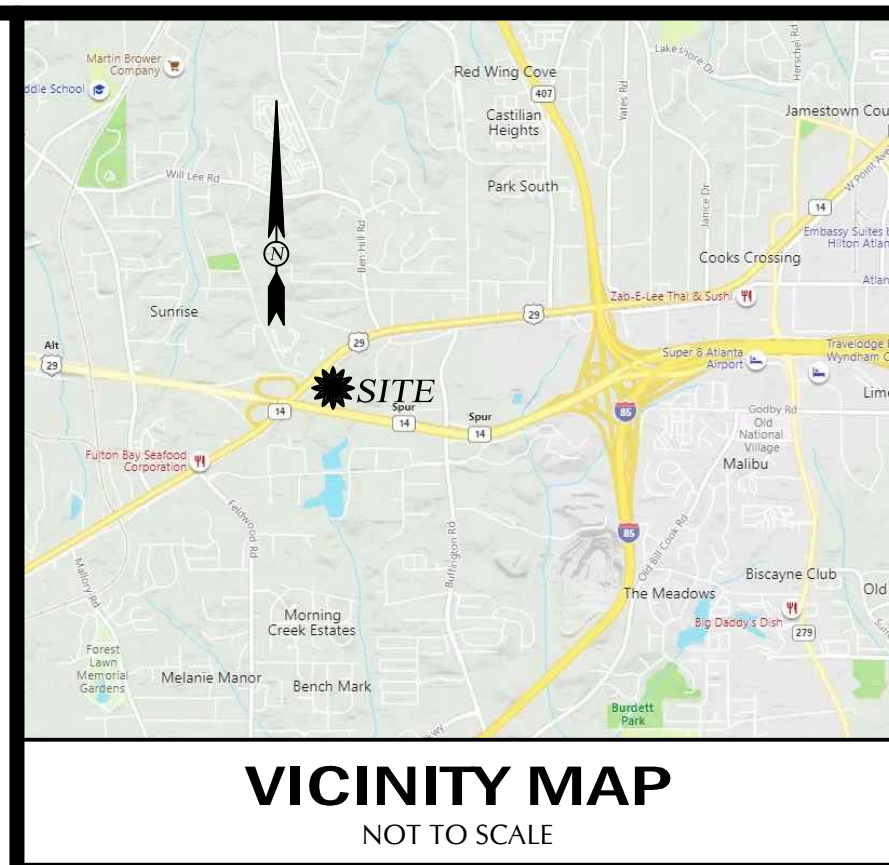 Martin Brower
Company
ddle School
Red Wing Cove
407
Lake shore Dr
Herschel Rd
Yates Rd
Castilian
Heights
Jamestown Cou
W Point Ave
Will Lee Rd
Park South
Janice Dr
14
Ben Hill Rd
N
Embassy Suites b
Hilton Atlan
Cooks Crossing
Atlan
Zab-E-Lee Thai & Sushi
Sunrise
29
29
Alt
29
Super 8 Atlanta
Airport
Travelodge b
Wyndham C
SITE
14
Spur
14
Spur
14
85
Lime
Godby Rd
Old
National
Village
Malibu
Fulton Bay Seafood
Corporation
Feldwood Rd
Buffington Rd
85
Old Bill Cook Rd
Mallory Rd
Biscayne Club
The Meadows
Old
Morning
Creek Estates
Big Daddy's Dish
279
Forest
Lawn
Memorial
Gardens
Melanie Manor
Bench Mark
Burdett
Park
VICINITY MAP
NOT TO SCALE